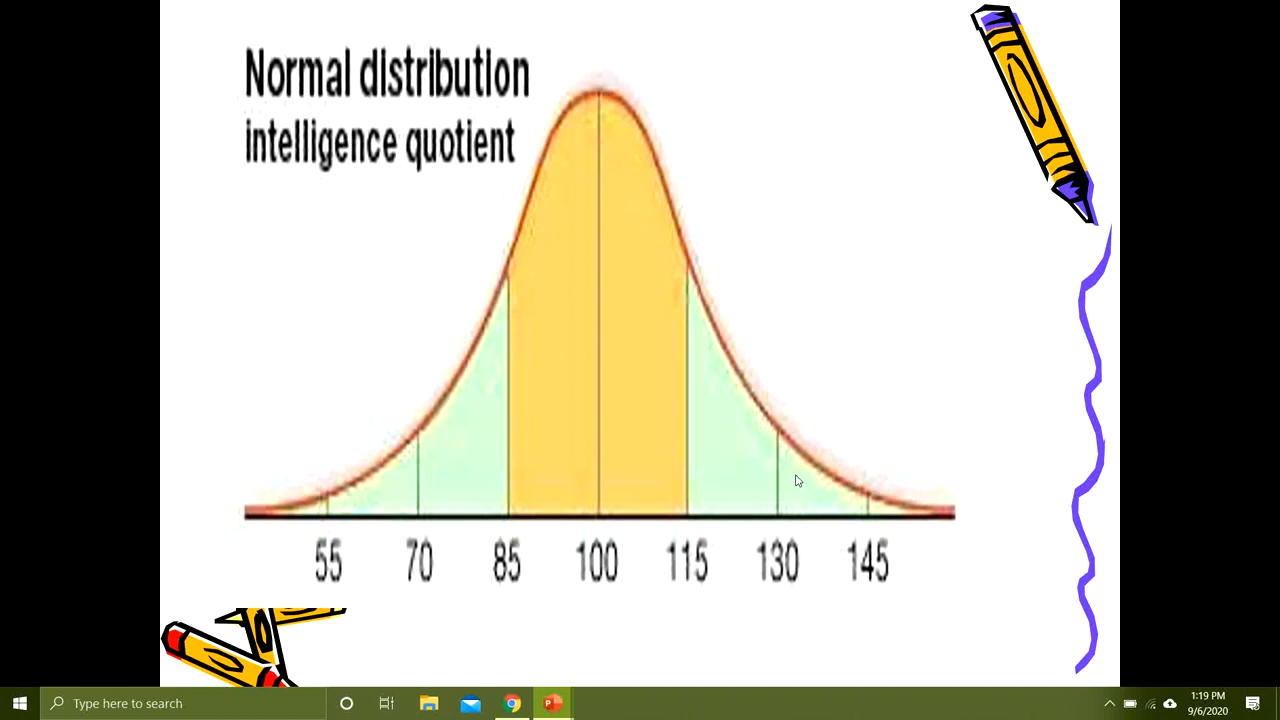 Normal distribution
intelligence quotient
55 70 85 100 115 130 145
Type here to search
1:19 PM
9/6/2020